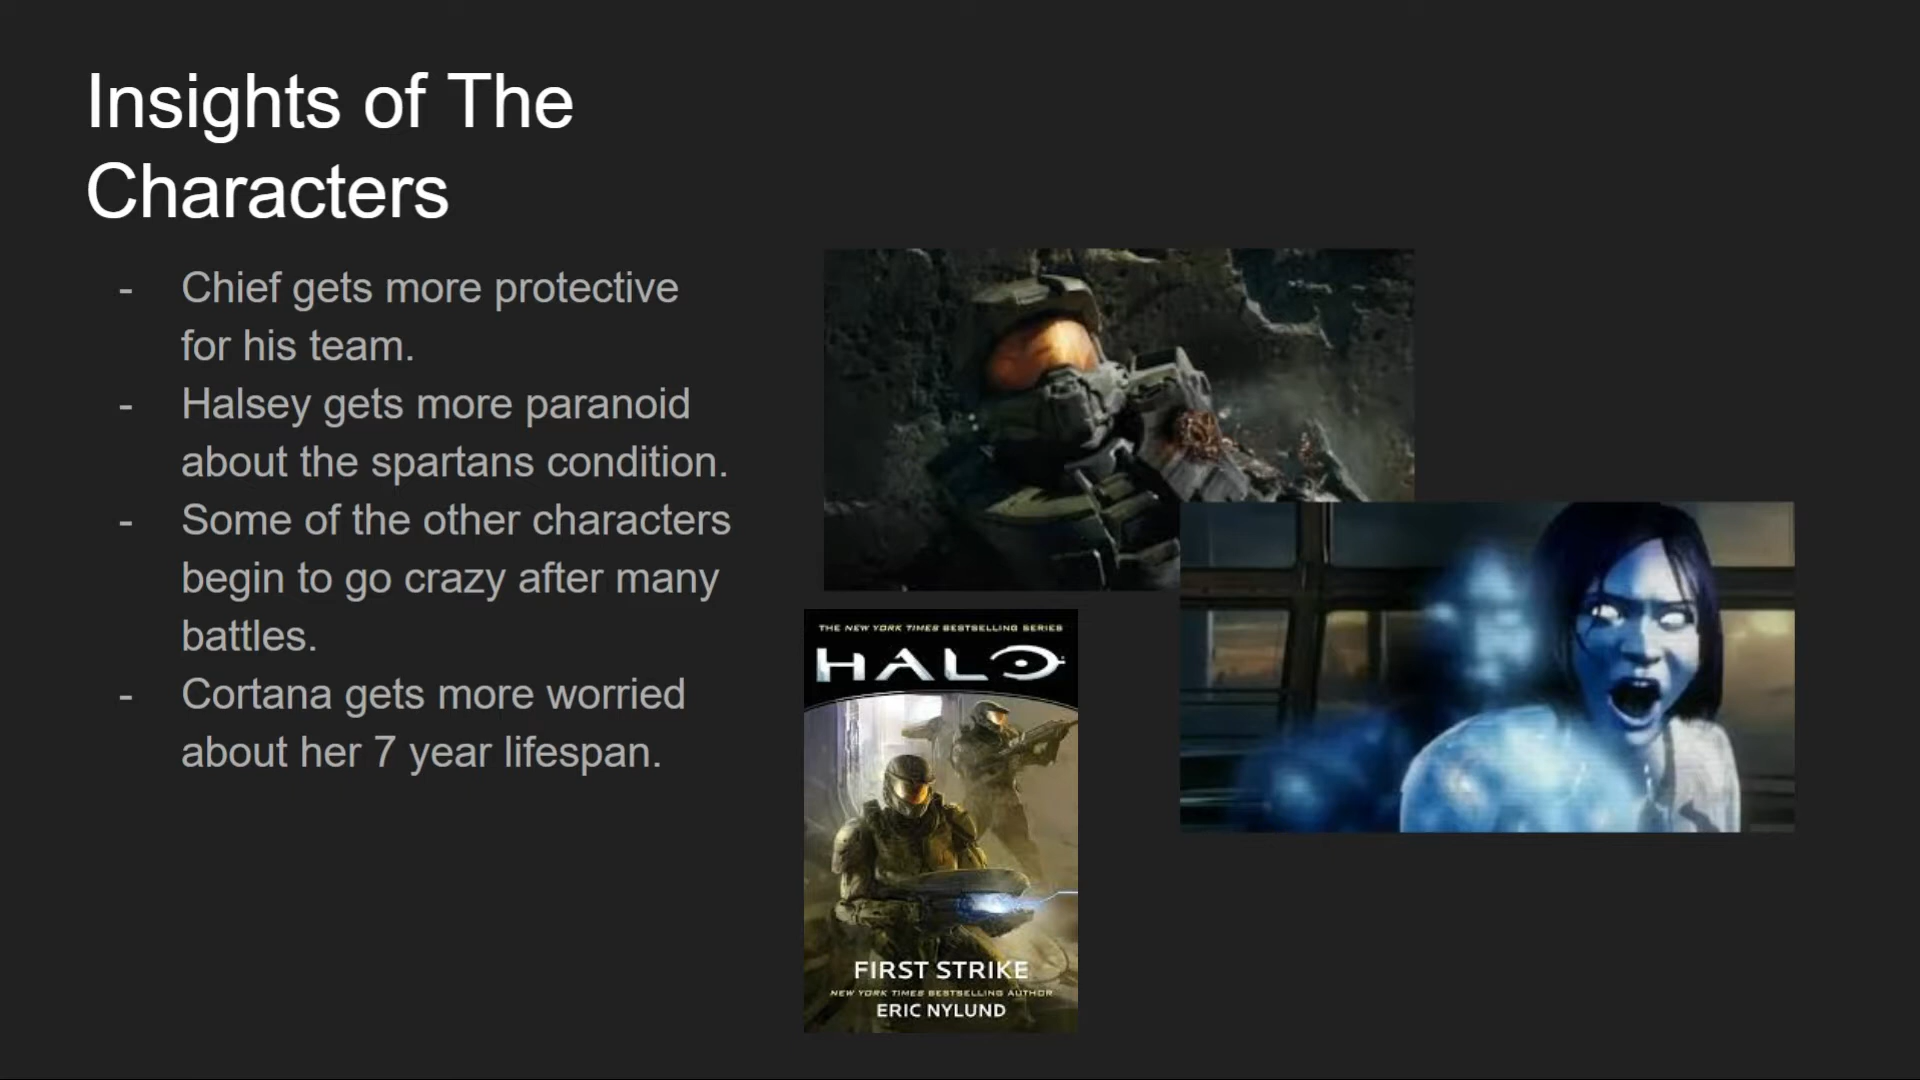 Insights of The
Characters
- Chief gets more protective
for his team.
- Halsey gets more paranoid
about the spartans condition.
- Some of the other characters
begin to go crazy after many
battles.
- Cortana gets more worried
about her 7 year lifespan.
THE NEW YORK TIMES BESTSELLING SERIES
HALO
FIRST STRIKE
NEW YORK TIMES BESTSELLING AUTHOR
ERIC NYLUND